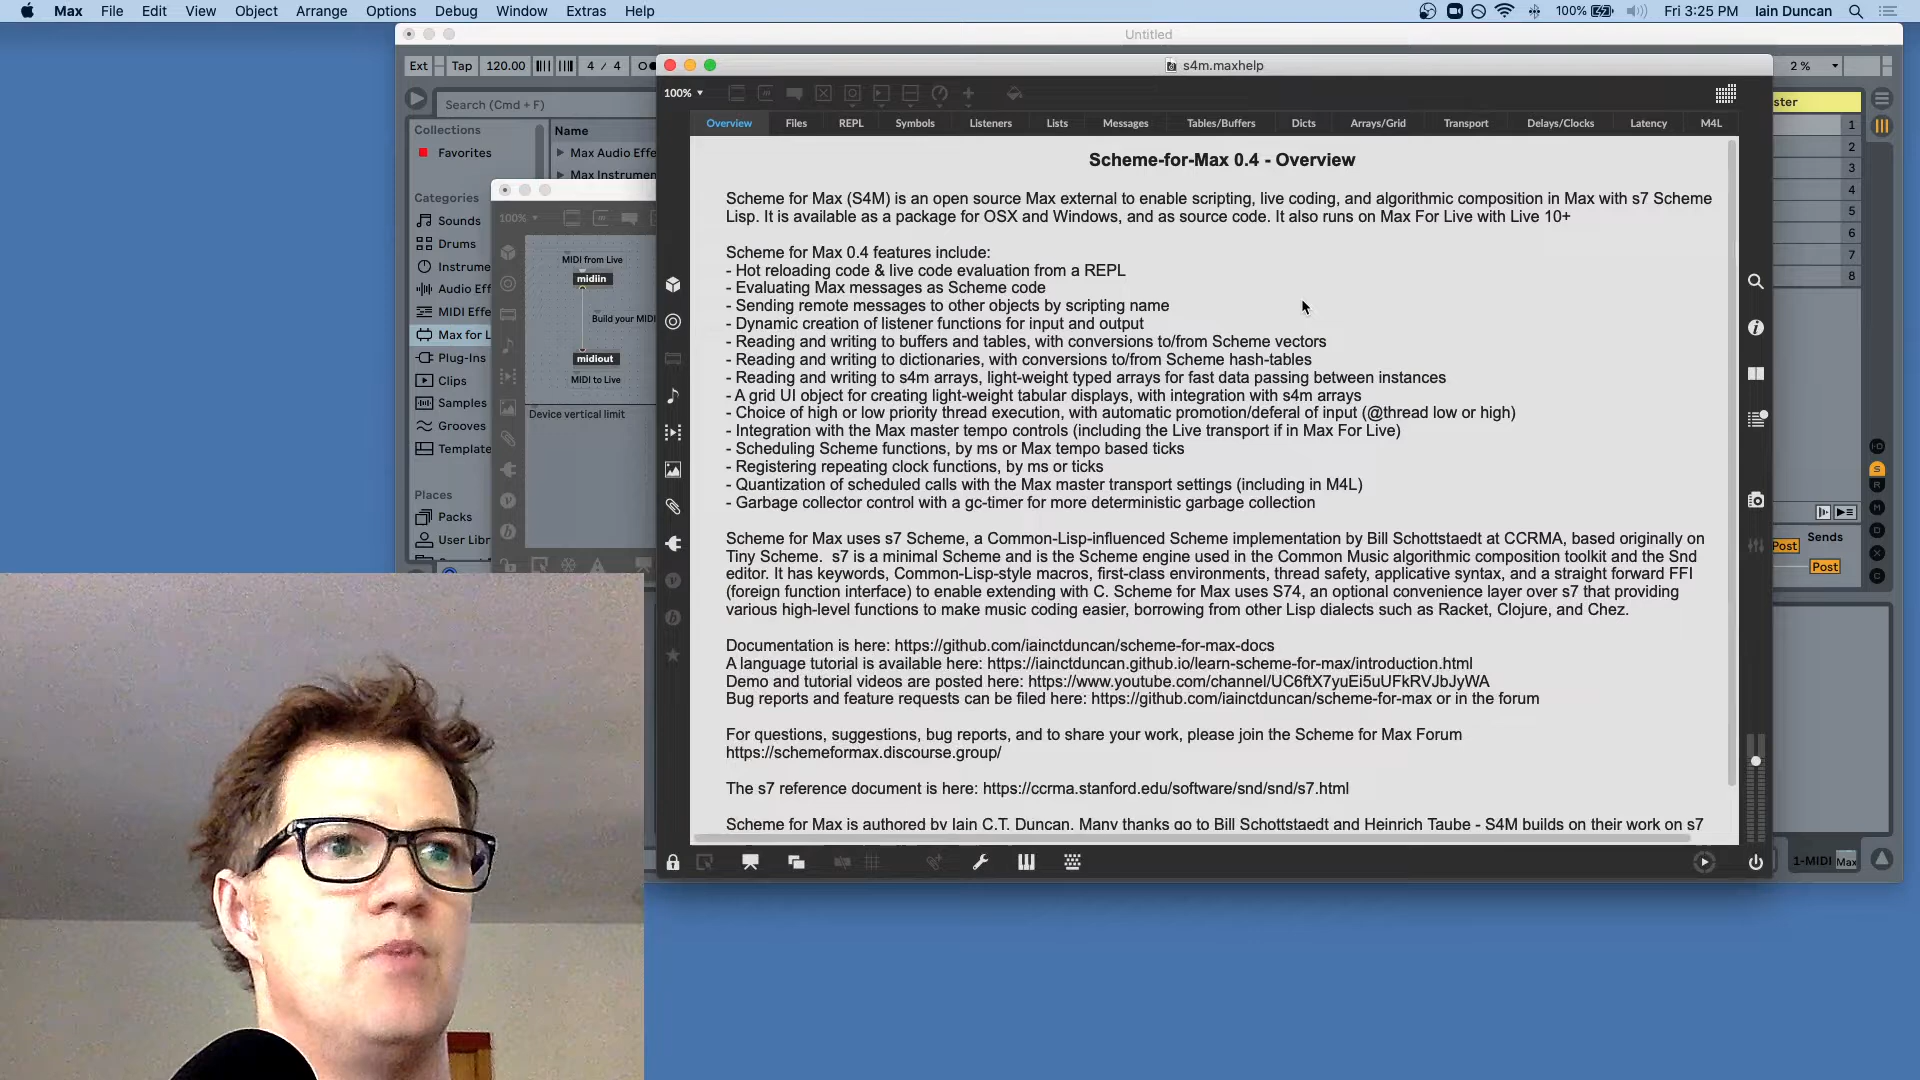 Max File Edit View Object Arrange Options Debug Window Extras Help
100% Fri 3:25 PM Iain Duncan
Untitled
Ext Tap 120.00 4 / 4
2 %
s4m.maxhelp
100%
Search (Cmd + F)
ster
Overview Files REPL Symbols Listeners Lists Messages Tables/Buffers Dicts Arrays/Grid Transport Delays/Clocks Latency M4L
Collections
Favorites
Name
Max Audio Effe
Max Instrumen
Categories
Sounds
Drums
Instrume
Audio Eff
MIDI Effe
Max for L
Plug-Ins
Clips
Samples
Grooves
Template
Places
Packs
User Libr
100%
MIDI from Live
midiin
Build your MIDI
midiout
MIDI to Live
Device vertical limit
Scheme-for-Max 0.4 - Overview
Scheme for Max (S4M) is an open source Max external to enable scripting, live coding, and algorithmic composition in Max with s7 Scheme
Lisp. It is available as a package for OSX and Windows, and as source code. It also runs on Max For Live with Live 10+
Scheme for Max 0.4 features include:
- Hot reloading code & live code evaluation from a REPL
- Evaluating Max messages as Scheme code
- Sending remote messages to other objects by scripting name
- Dynamic creation of listener functions for input and output
- Reading and writing to buffers and tables, with conversions to/from Scheme vectors
- Reading and writing to dictionaries, with conversions to/from Scheme hash-tables
- Reading and writing to s4m arrays, light-weight typed arrays for fast data passing between instances
- A grid UI object for creating light-weight tabular displays, with integration with s4m arrays
- Choice of high or low priority thread execution, with automatic promotion/deferal of input (@thread low or high)
- Integration with the Max master tempo controls (including the Live transport if in Max For Live)
- Scheduling Scheme functions, by ms or Max tempo based ticks
- Registering repeating clock functions, by ms or ticks
- Quantization of scheduled calls with the Max master transport settings (including in M4L)
- Garbage collector control with a gc-timer for more deterministic garbage collection
Scheme for Max uses s7 Scheme, a Common-Lisp-influenced Scheme implementation by Bill Schottstaedt at CCRMA, based originally on
Tiny Scheme. s7 is a minimal Scheme and is the Scheme engine used in the Common Music algorithmic composition toolkit and the Snd
editor. It has keywords, Common-Lisp-style macros, first-class environments, thread safety, applicative syntax, and a straight forward FFI
(foreign function interface) to enable extending with C. Scheme for Max uses S74, an optional convenience layer over s7 that providing
various high-level functions to make music coding easier, borrowing from other Lisp dialects such as Racket, Clojure, and Chez.
Documentation is here: https://github.com/iainctduncan/scheme-for-max-docs
A language tutorial is available here: https://iainctduncan.github.io/learn-scheme-for-max/introduction.html
Demo and tutorial videos are posted here: https://www.youtube.com/channel/UC6ftX7yuEi5uUFkRVJbJyWA
Bug reports and feature requests can be filed here: https://github.com/iainctduncan/scheme-for-max or in the forum
For questions, suggestions, bug reports, and to share your work, please join the Scheme for Max Forum
https://schemeformax.discourse.group/
The s7 reference document is here: https://ccrma.stanford.edu/software/snd/snd/s7.html
Scheme for Max is authored by Iain C.T. Duncan. Many thanks go to Bill Schottstaedt and Heinrich Taube - S4M builds on their work on s7
1
2
3
4
5
6
7
8
Sends
Post
Post
I-O
S
R
M
D
X
C
1-MIDI Max